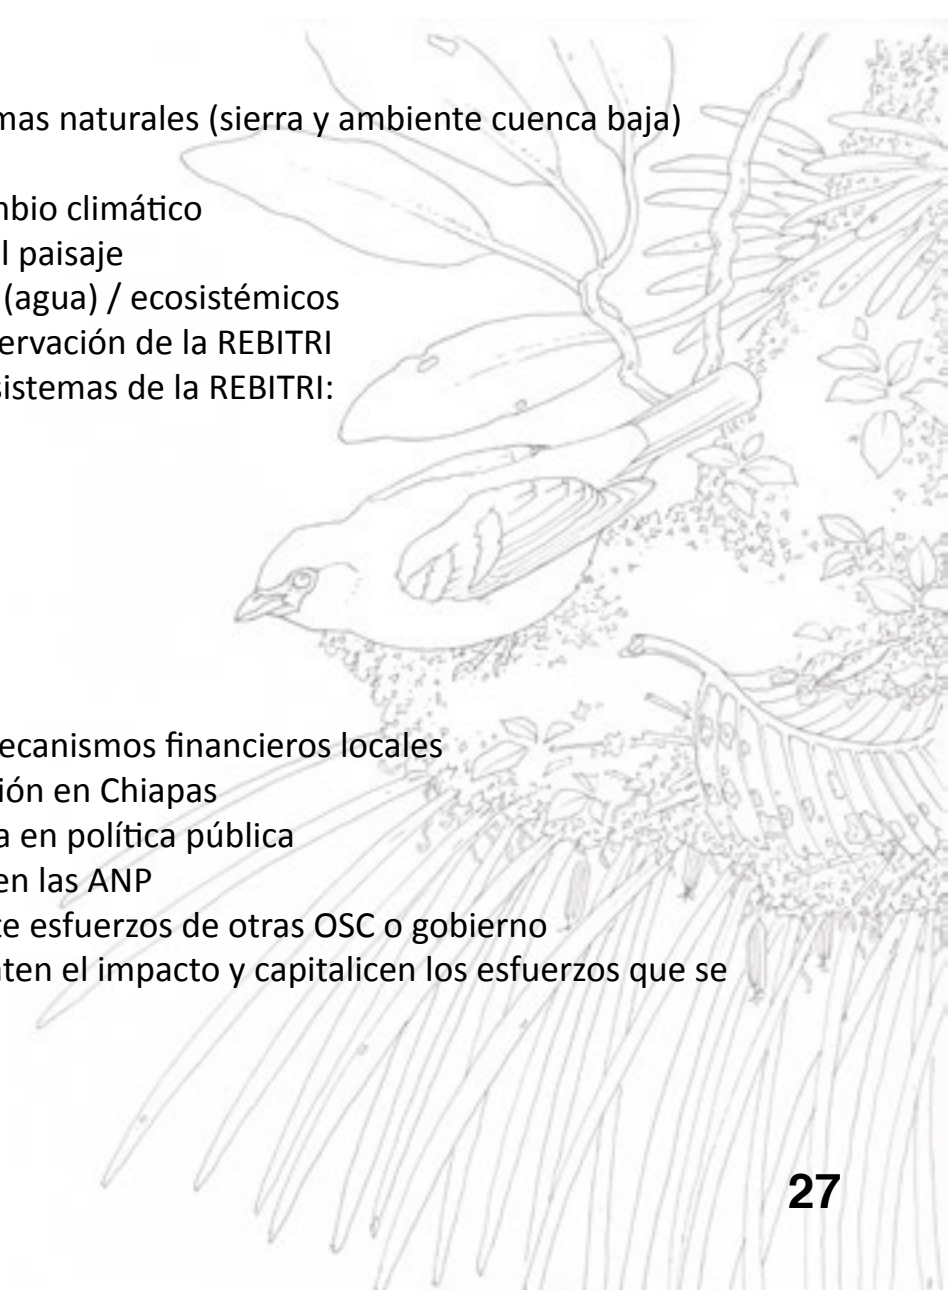 mas naturales (sierra y ambiente cuenca baja)
nbio climático
l paisaje
(agua) / ecosistémicos
ervación de la REBITRI
sistemas de la REBITRI:
ecanismos financieros locales
ión en Chiapas
a en política pública
en las ANP
te esfuerzos de otras OSC o gobierno
nten el impacto y capitalicen los esfuerzos que se
27